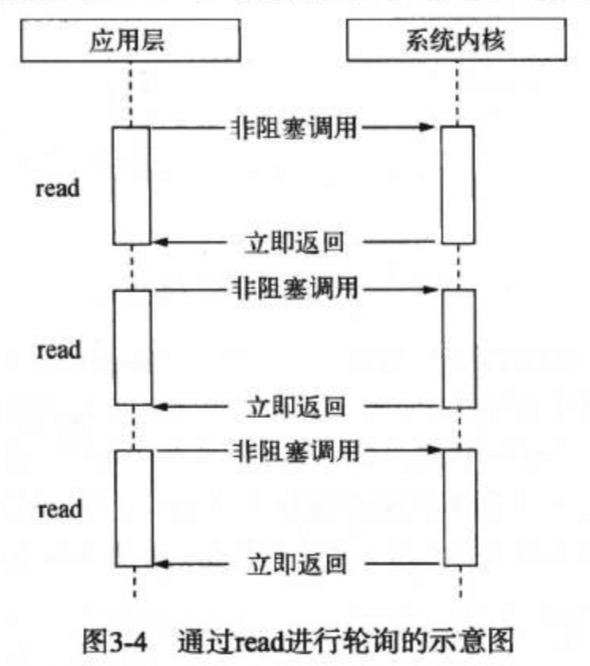 应用层
系统内核
非阻塞调用
read
立即返回
非阻塞调用
read
立即返回
非阻塞调用
read
立即返回
图3-4 通过read进行轮询的示意图